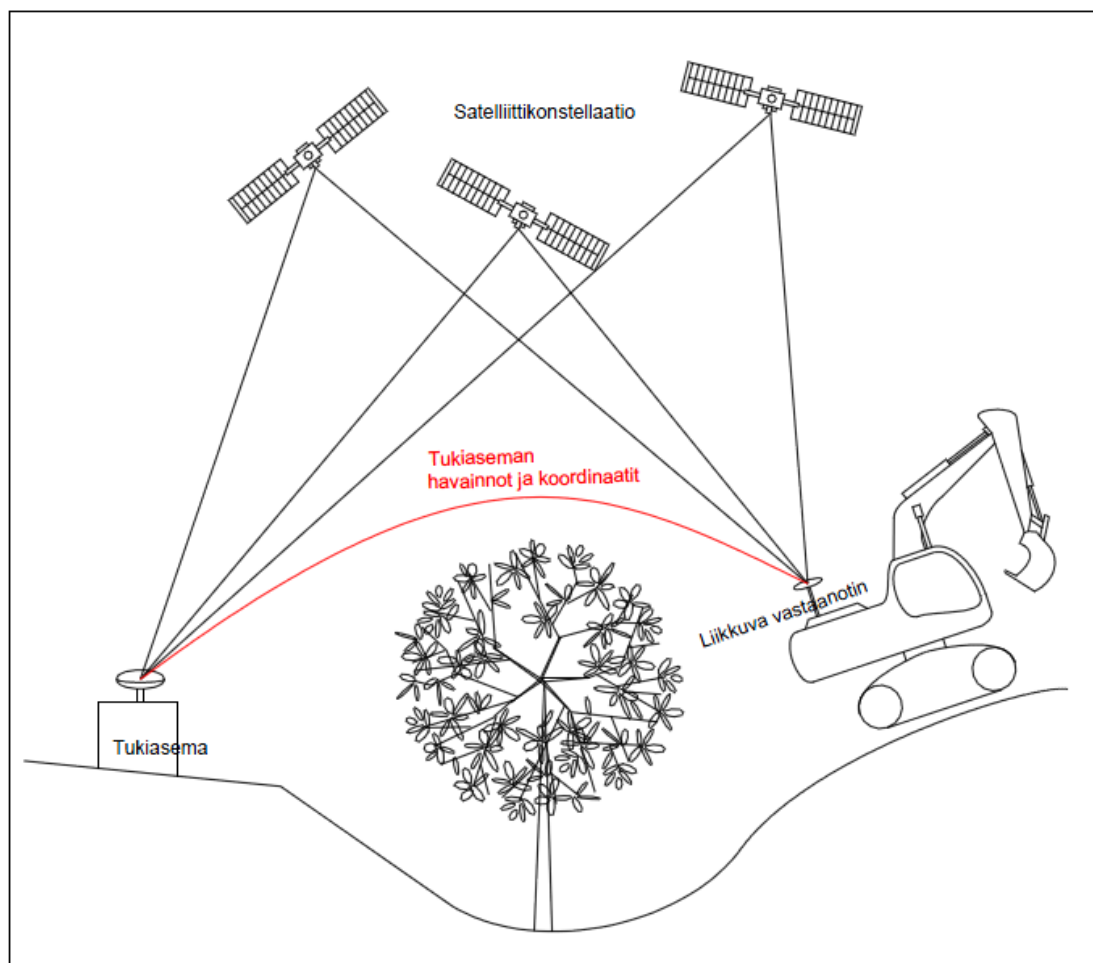 Satelliittikonstellaatio
Tukiaseman
havainnot ja koordinaatit
Liikkuva vastaanotin
Tukiasema